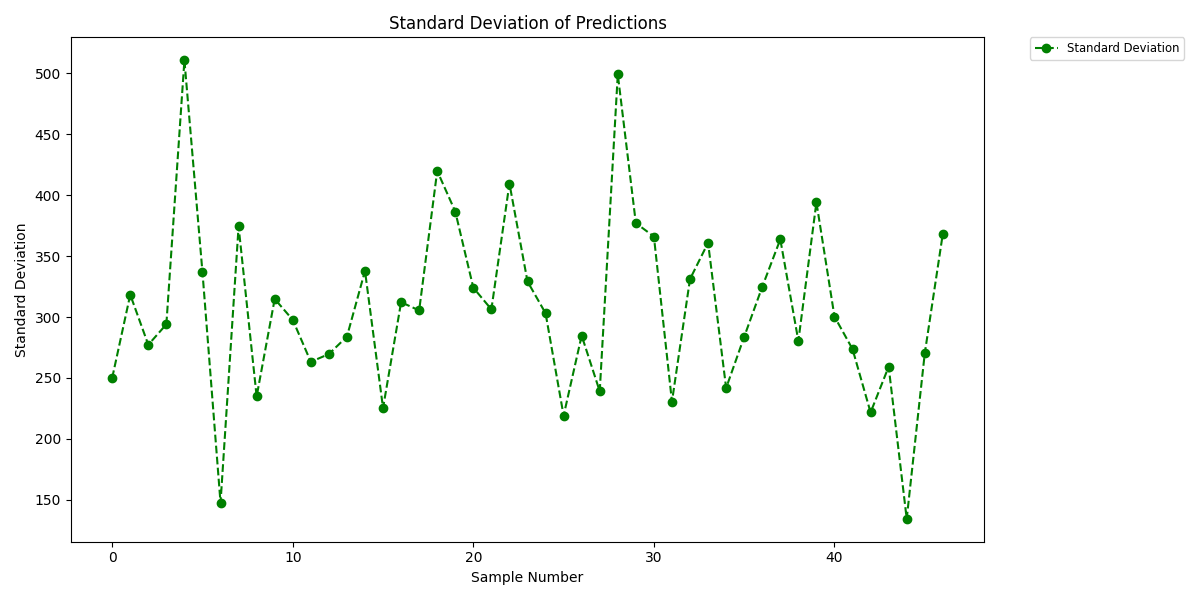 Standard Deviation of Predictions
Standard Deviation
500
450
400
350
300
250
200
150
Standard Deviation
0 10 20 30 40
Sample Number